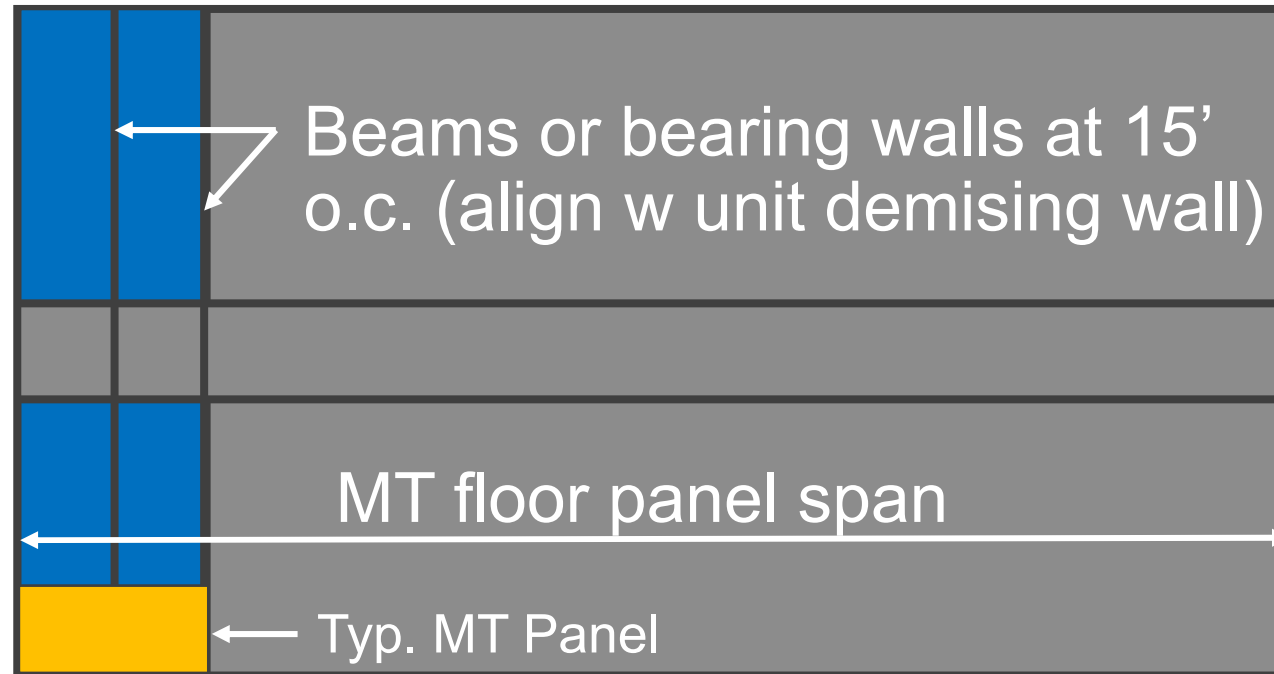 Beams or bearing walls at 15’
o.c. (align w unit demising wall)
MT floor panel span
Typ. MT Panel